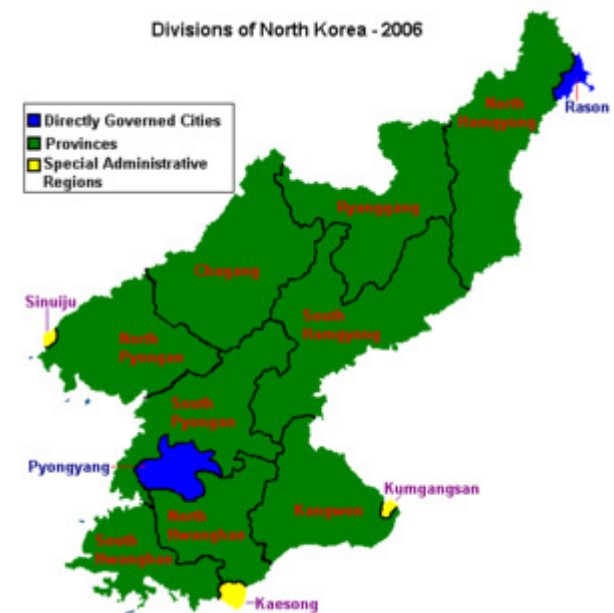 Divisions of North Korea - 2006
Directly Governed Cities
Provinces
Special Administrative
Regions
North
Hamgyong
Rason
Ryanggang
Chagang
South
Hamgyong
Sinuiju
North
Pyongan
South
Pyongan
Pyongyang
Kumgangsan
North
Hwanghae
Kangwon
South
Hwanghae
Kaesong